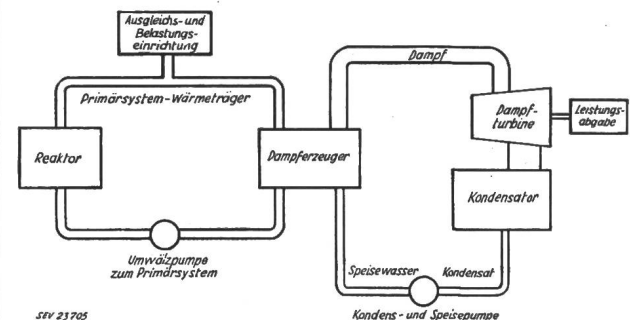 Ausgleichs- und
Belastungs-
einrichtung
Dampf
Primärsystem-Wärmeträger
Dampf-
turbine
Leistungs-
abgabe
Reaktor
Dampferzeuger
Kondensator
Umwälzpumpe
zum Primärsystem
Speisewasser
Kondensat
SEV 23705
Kondens- und Speisepumpe